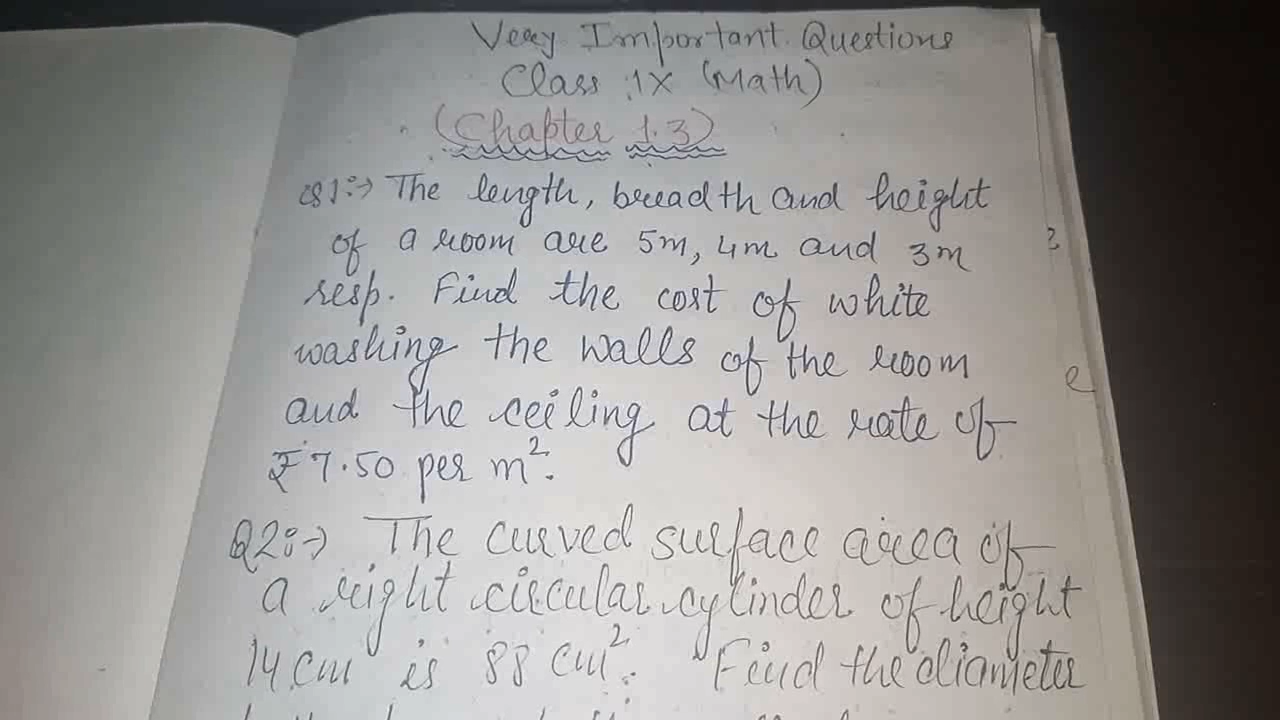 Very Important Questions
Class IX (Math)
(Chapter 13)
Q1:→ The length, breadth and height
of a room are 5m, 4m and 3m
resp. Find the cost of white
washing the walls of the room
and the ceiling at the rate of
₹7.50 per m².
Q2:→ The curved surface area of
a right circular cylinder of height
14 cm is 88 cm². Find the diameter